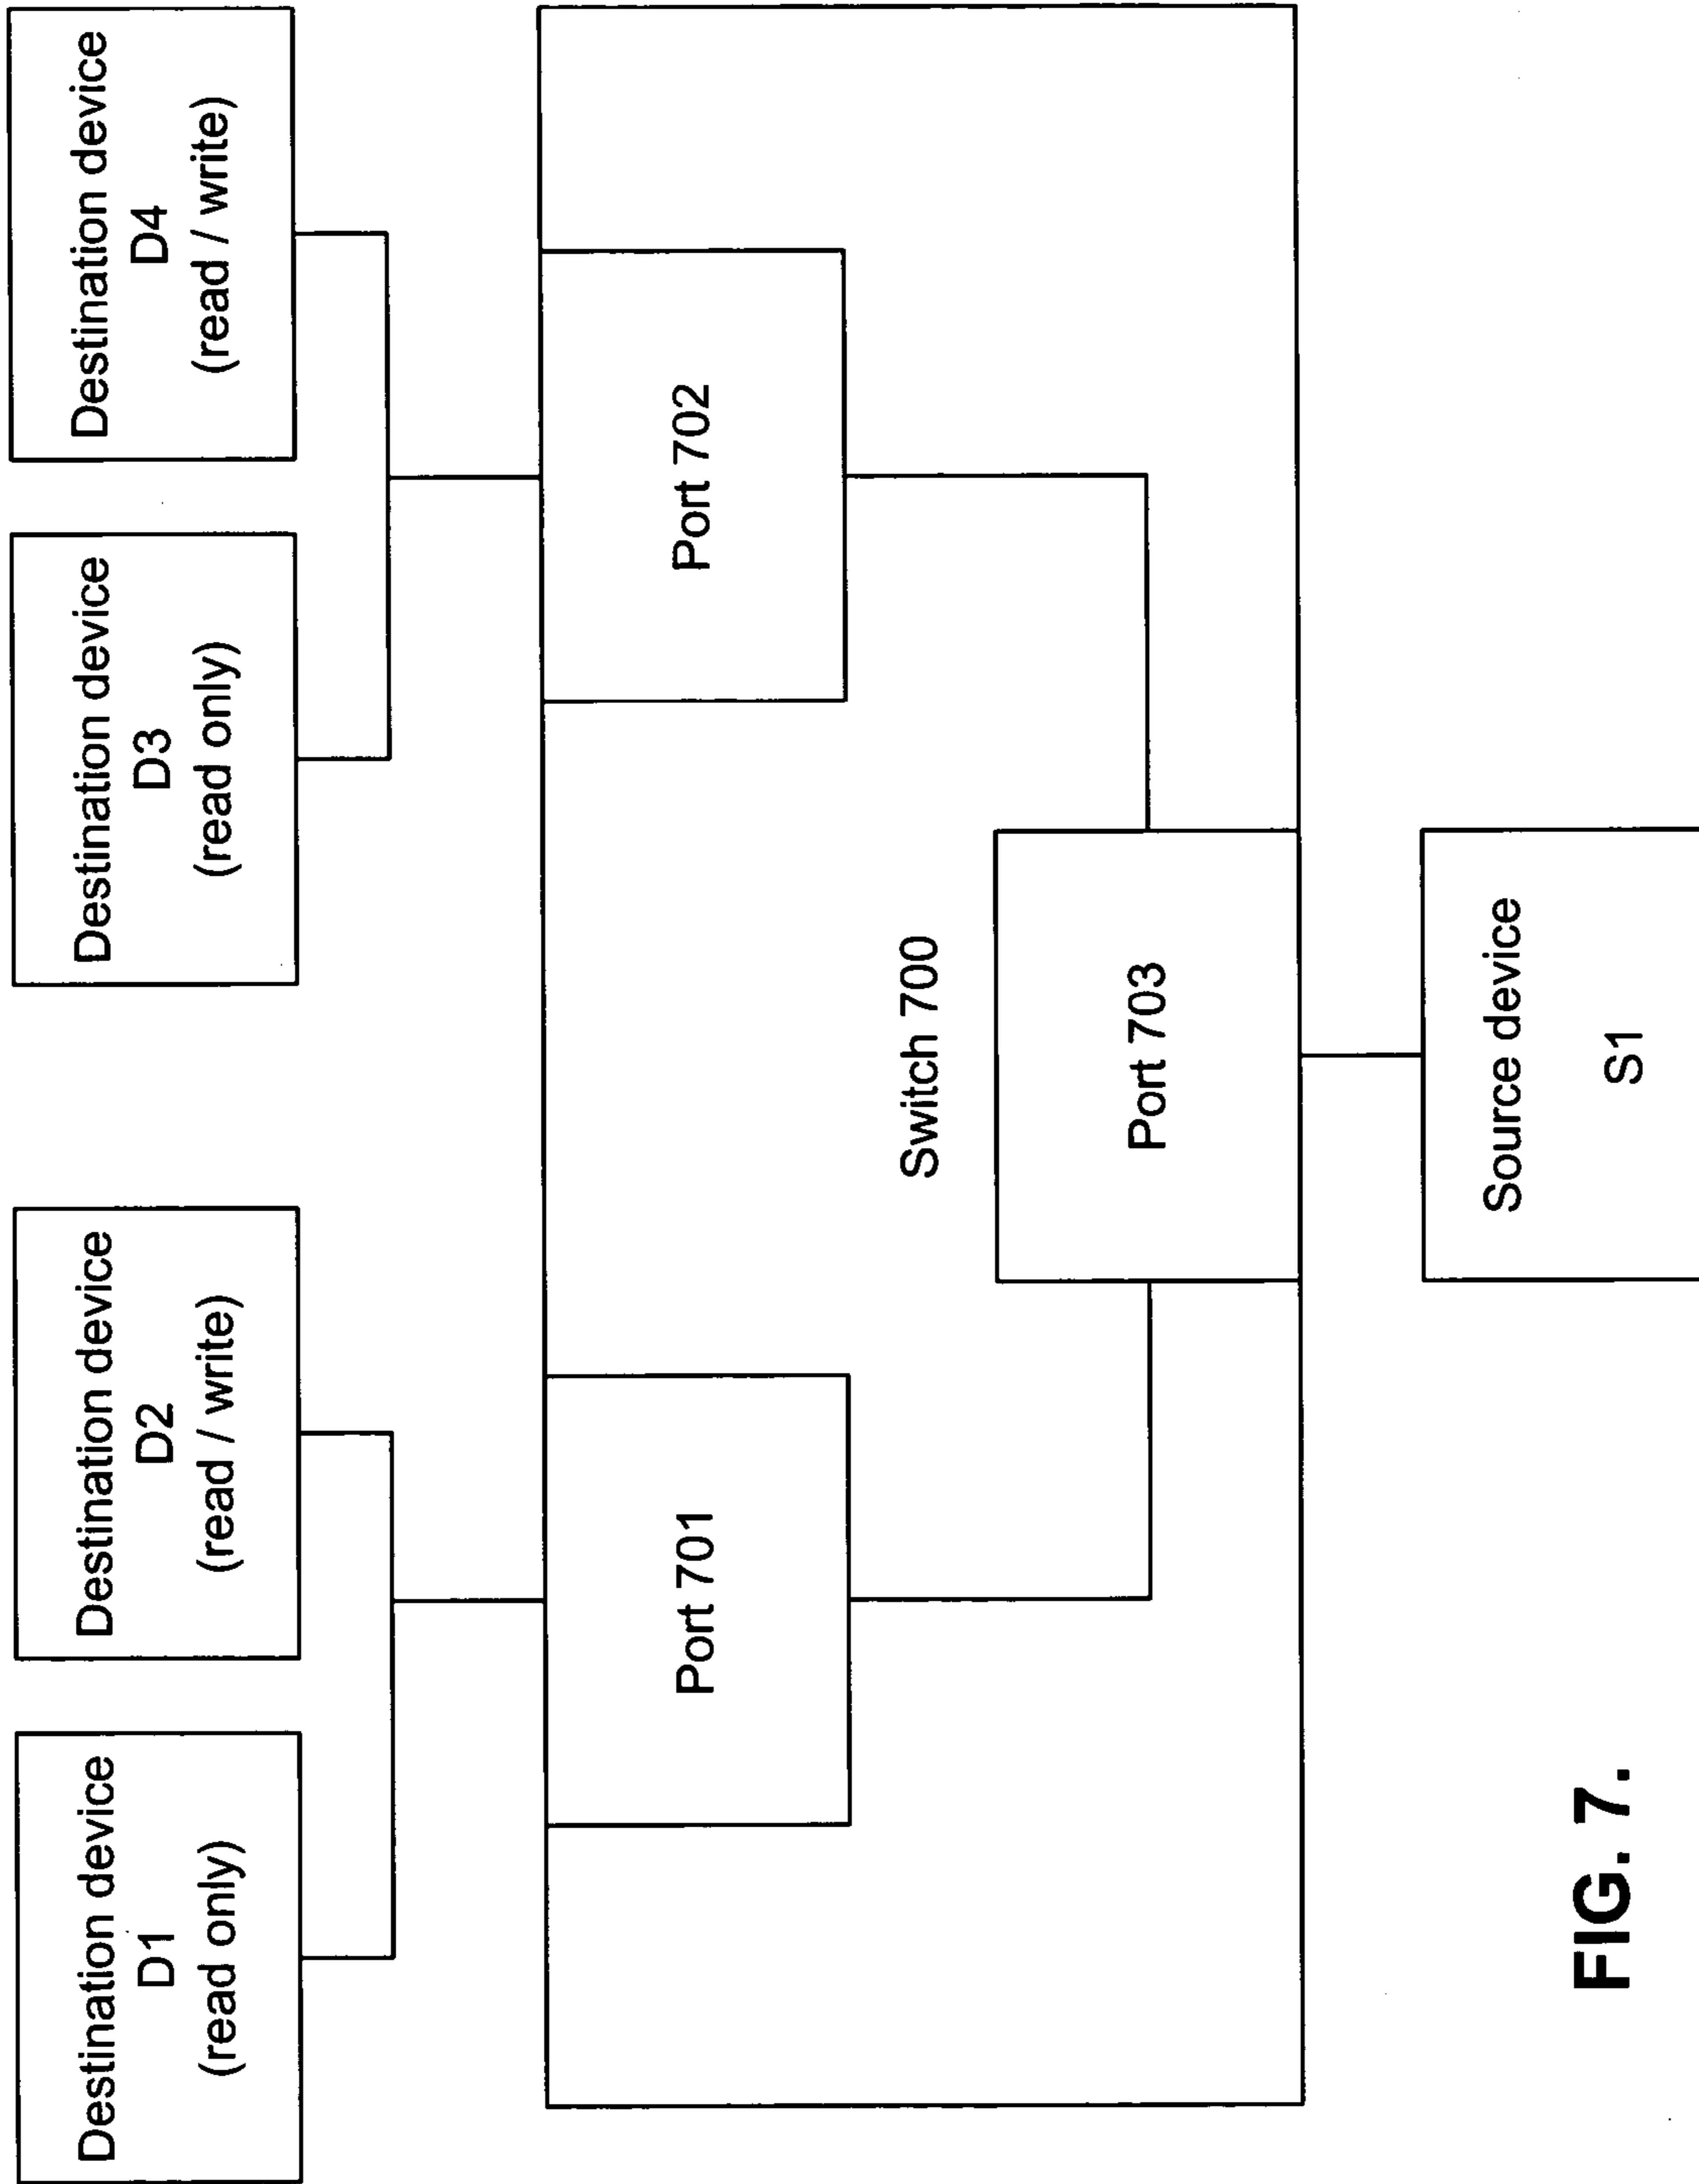 Destination device
D1
(read only)
Destination device
D2
(read / write)
Destination device
D3
(read only)
Destination device
D4
(read / write)
Port 701
Port 702
Switch 700
Port 703
Source device
S1
FIG. 7.